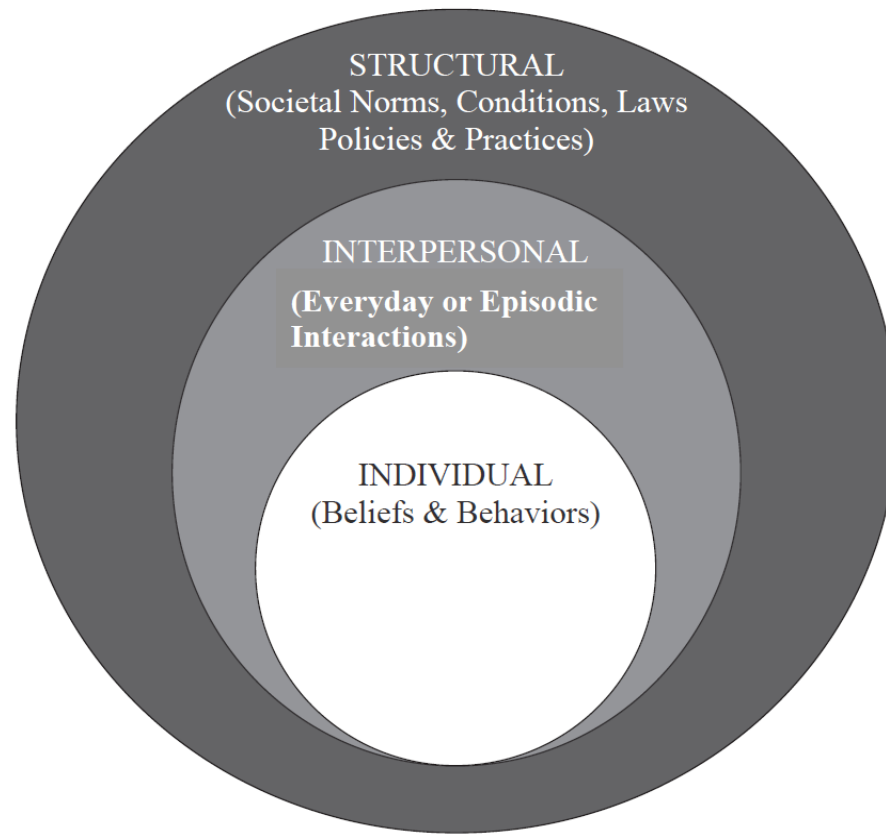 STRUCTURAL
(Societal Norms, Conditions, Laws
Policies & Practices)
INTERPERSONAL
(Everyday or Episodic
Interactions)
INDIVIDUAL
(Beliefs & Behaviors)